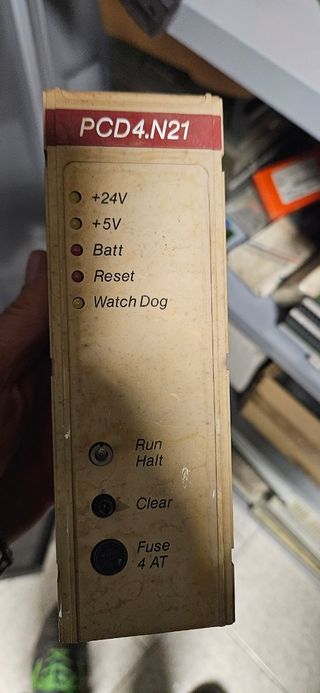 PCD4.N21
+24V
+5V
Batt
Reset
Watch Dog
Run
Halt
Clear
Fuse
4 AT